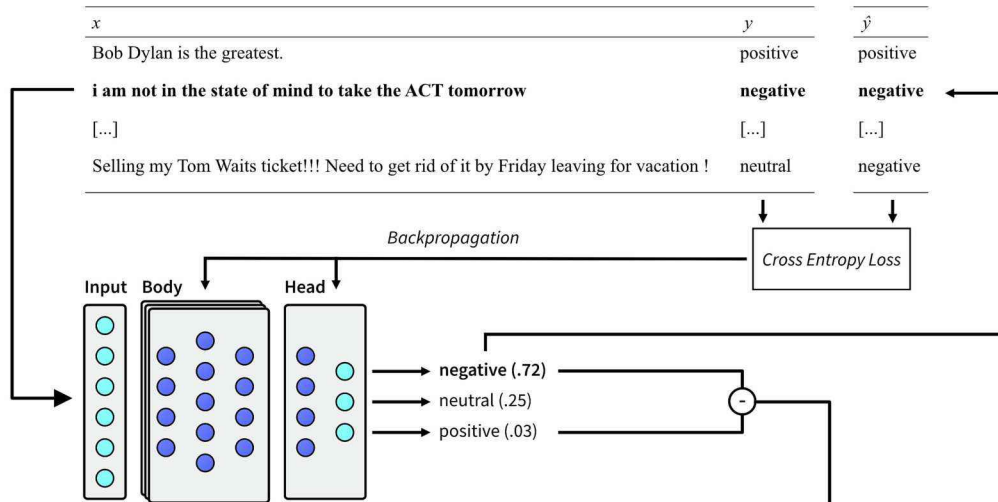 x y ŷ
Bob Dylan is the greatest. positive positive
i am not in the state of mind to take the ACT tomorrow negative negative
[...] [...] [...]
Selling my Tom Waits ticket!!! Need to get rid of it by Friday leaving for vacation ! neutral negative
Backpropagation
Cross Entropy Loss
Input Body Head
negative (.72)
neutral (.25)
-
positive (.03)